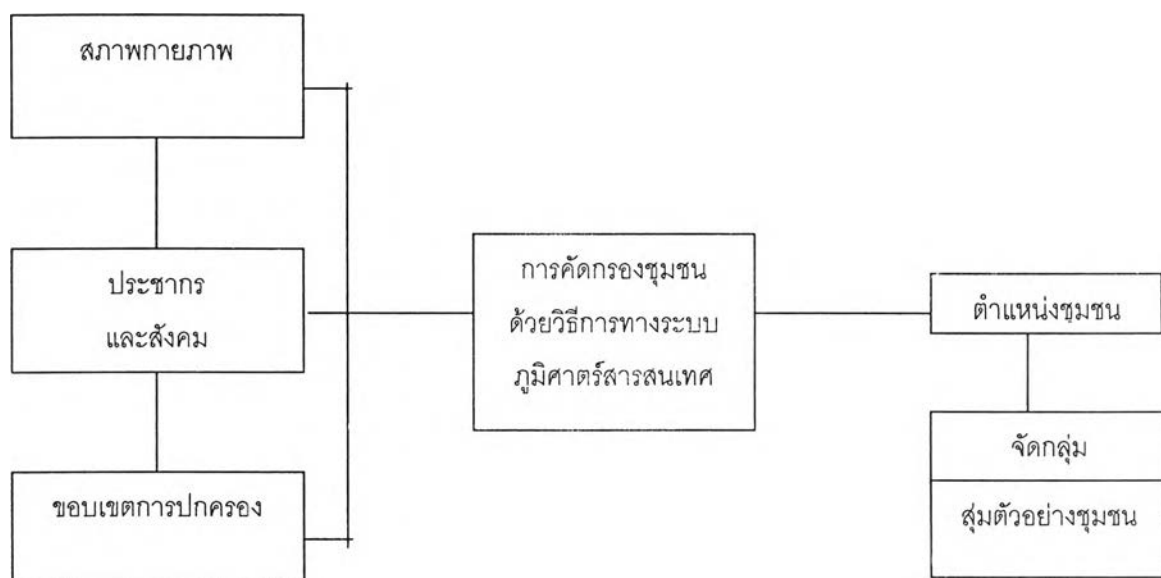 สภาพกายภาพ
ประชากร
และสังคม
ขอบเขตการปกครอง
การคัดกรองชุมชน
ด้วยวิธีการทางระบบ
ภูมิศาตร์สารสนเทศ
ตำแหน่งชุมชน
จัดกลุ่ม
สุ่มตัวอย่างชุมชน